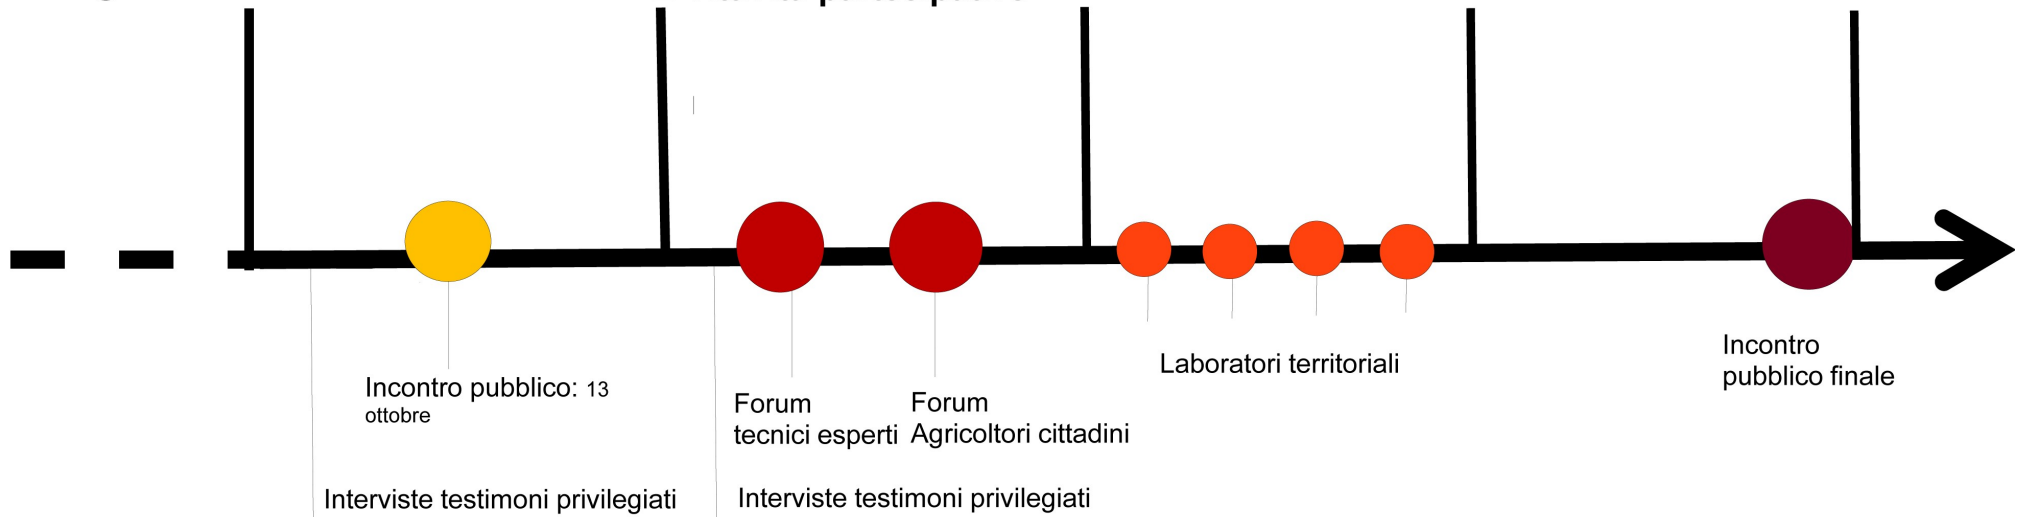 Incontro pubblico: 13
ottobre
Forum
tecnici esperti
Forum
Agricoltori cittadini
Laboratori territoriali
Incontro
pubblico finale
Interviste testimoni privilegiati
Interviste testimoni privilegiati